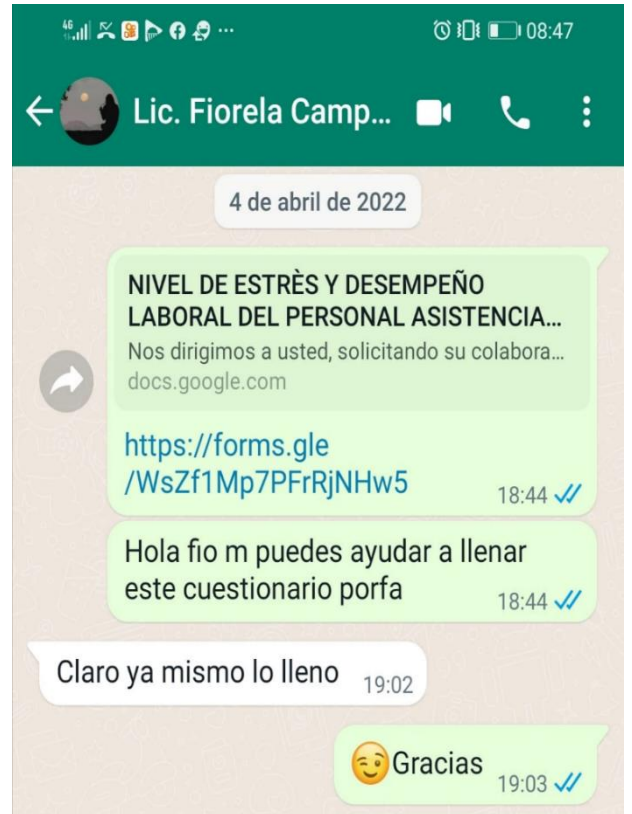 46 08:47
Lic. Fiorela Camp...
4 de abril de 2022
NIVEL DE ESTRÈS Y DESEMPEÑO
LABORAL DEL PERSONAL ASISTENCIA...
Nos dirigimos a usted, solicitando su colabora...
docs.google.com
https://forms.gle
/WsZf1Mp7PFrRjNHw5
18:44
Hola fio m puedes ayudar a llenar
este cuestionario porfa
18:44
Claro ya mismo lo lleno 19:02
😉Gracias 19:03